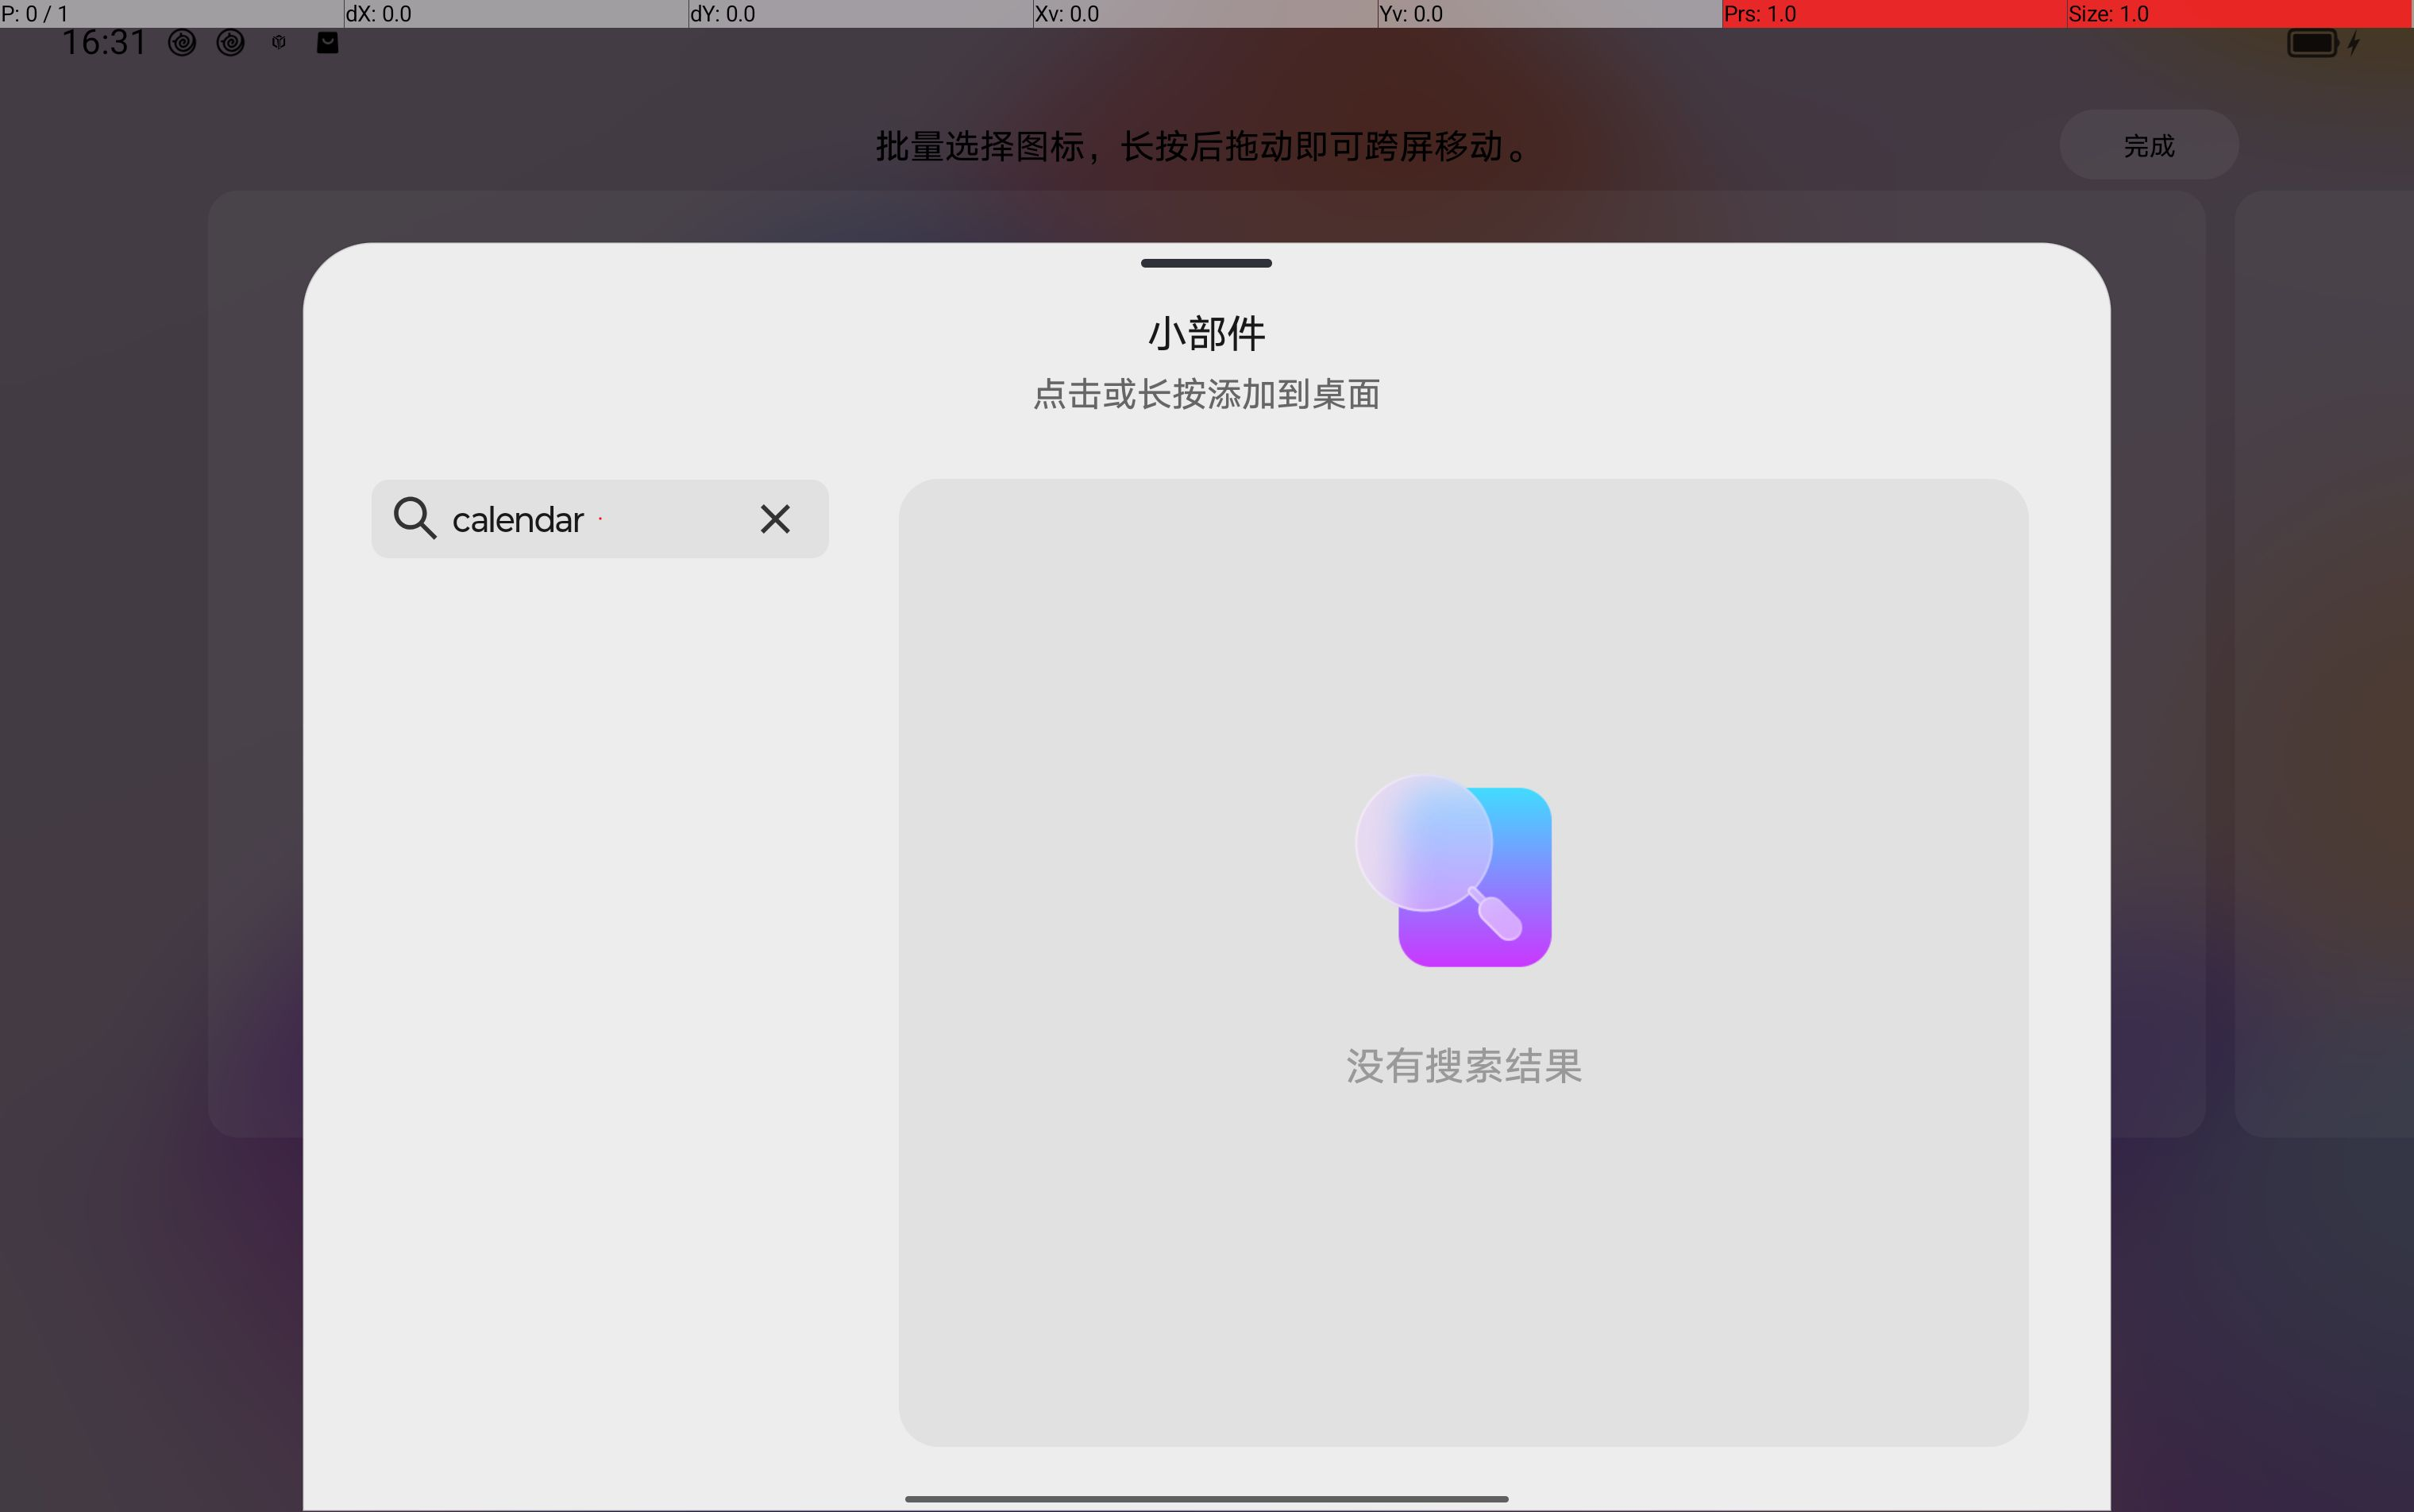 P: 0 / 1 dX: 0.0 dY: 0.0 Xv: 0.0 Yv: 0.0 Prs: 1.0 Size: 1.0
16:31
批量选择图标，长按后拖动即可跨屏移动。
完成
小部件
点击或长按添加到桌面
calendar
没有搜索结果